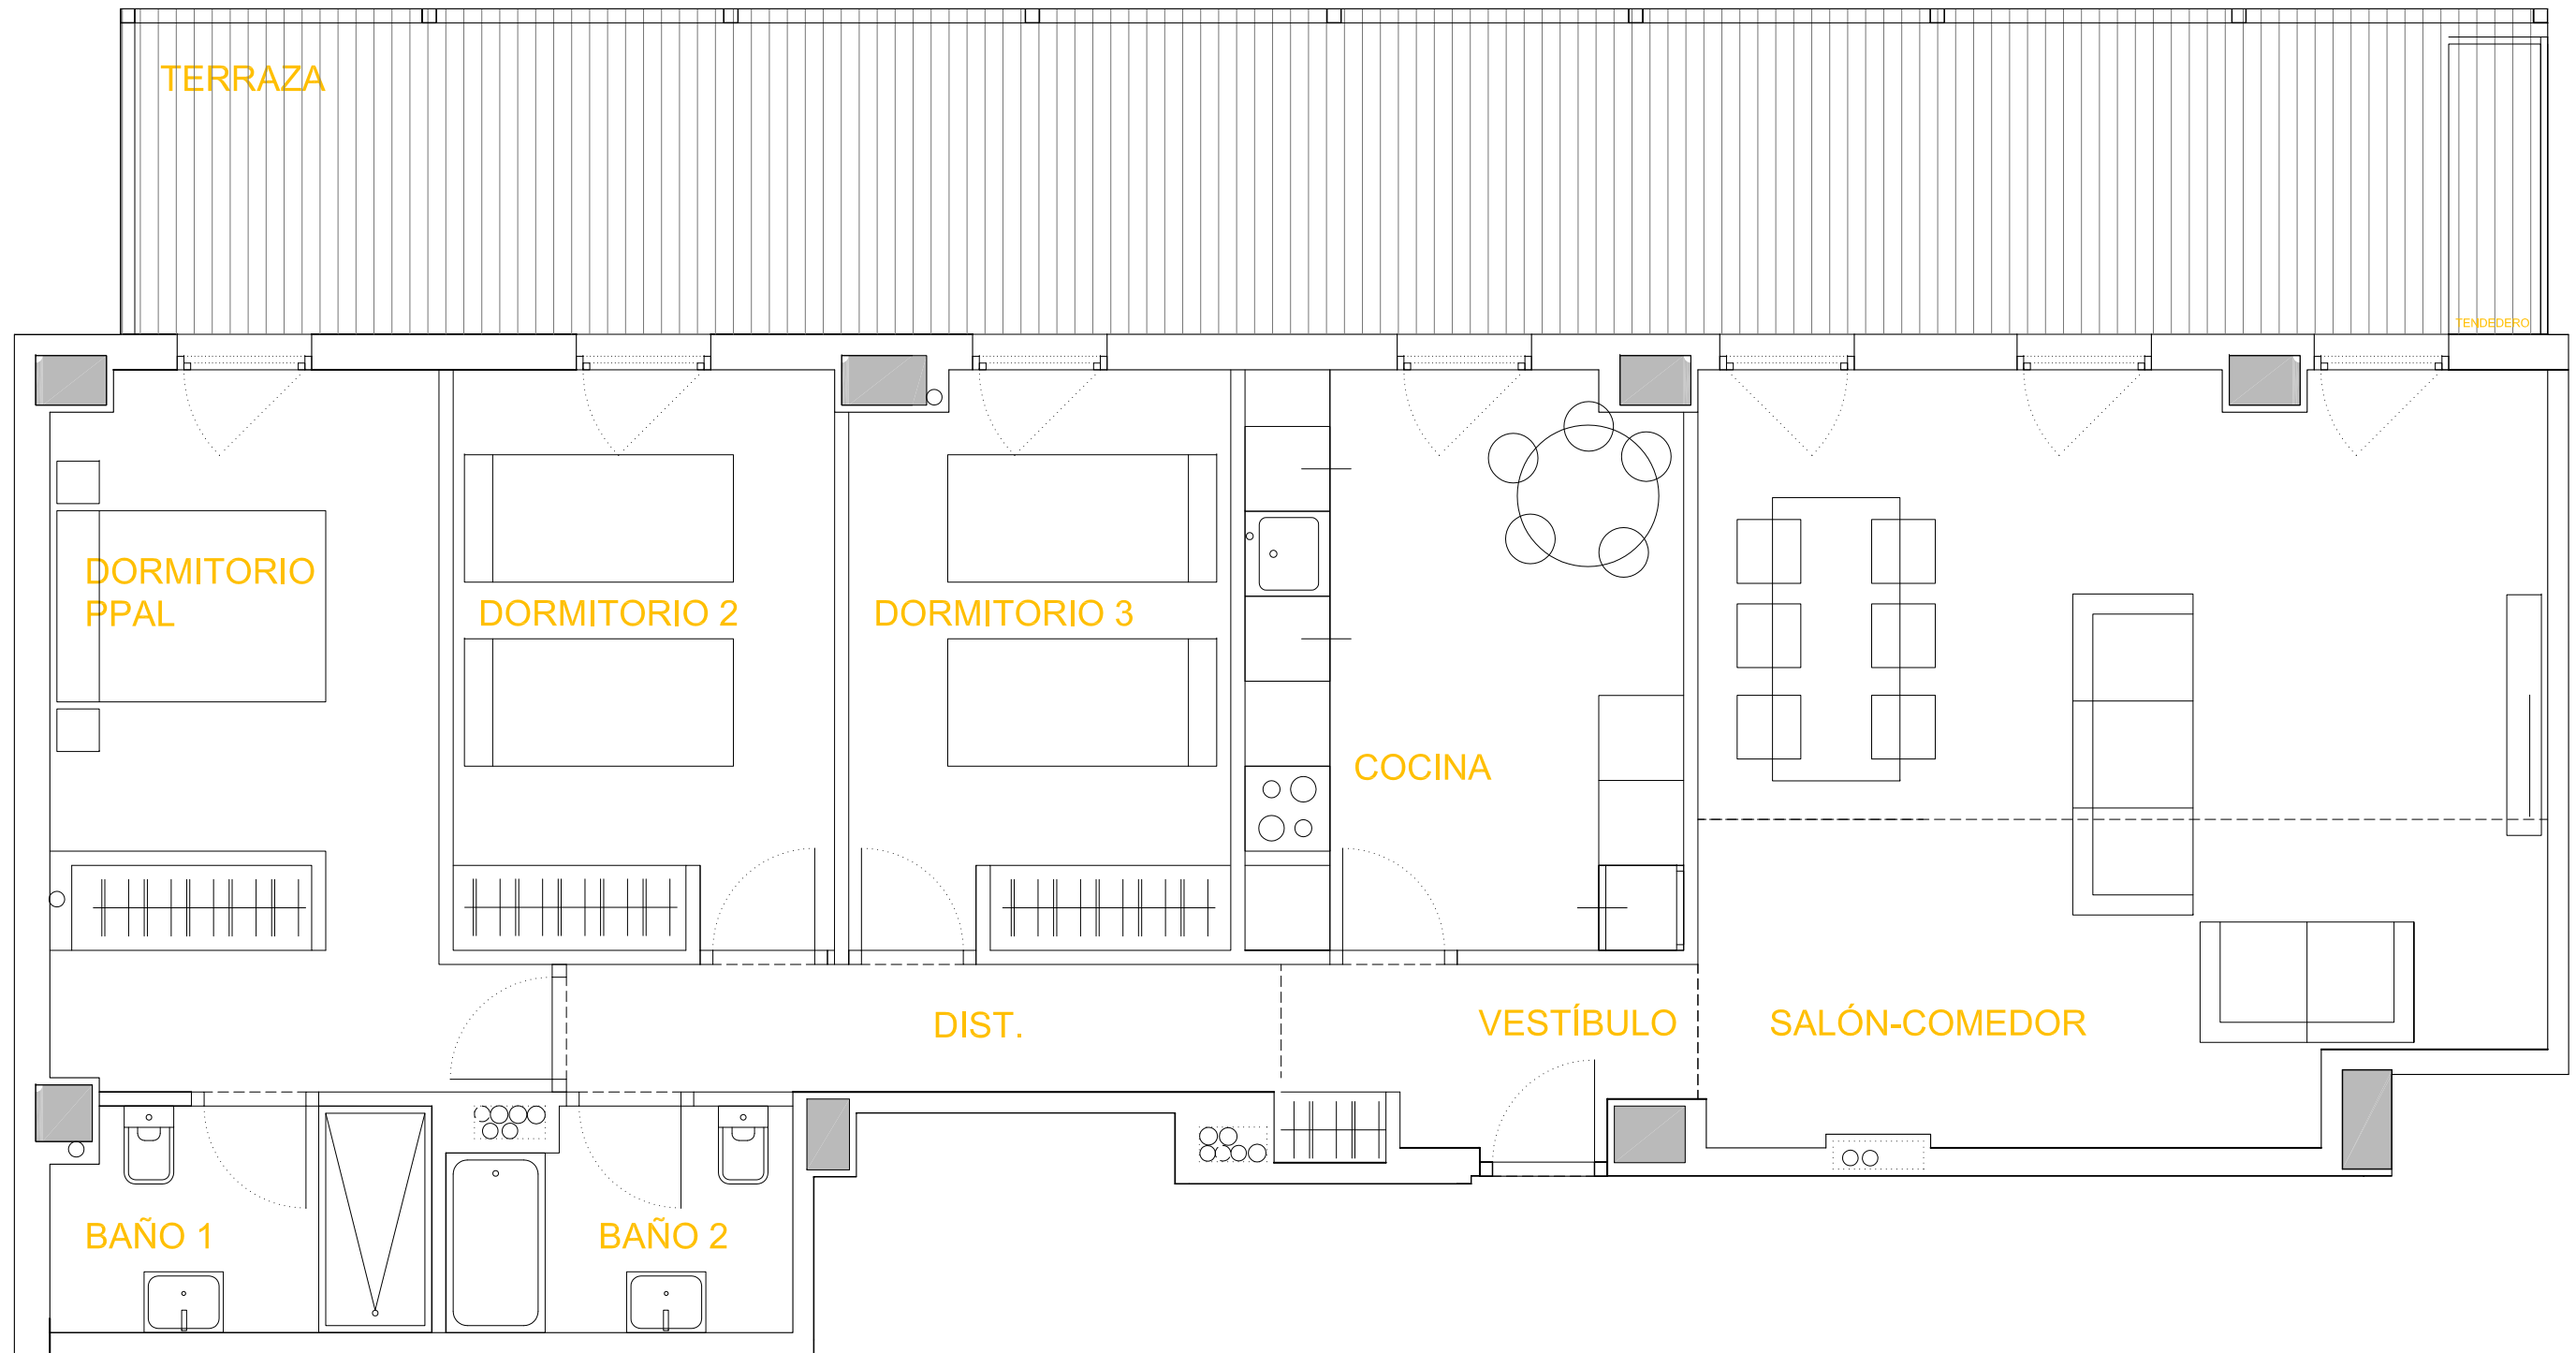 TERRAZA
TENDEDERO
DORMITORIO
PPAL
DORMITORIO 2
DORMITORIO 3
COCINA
DIST.
VESTÍBULO
SALÓN-COMEDOR
BAÑO 1
BAÑO 2